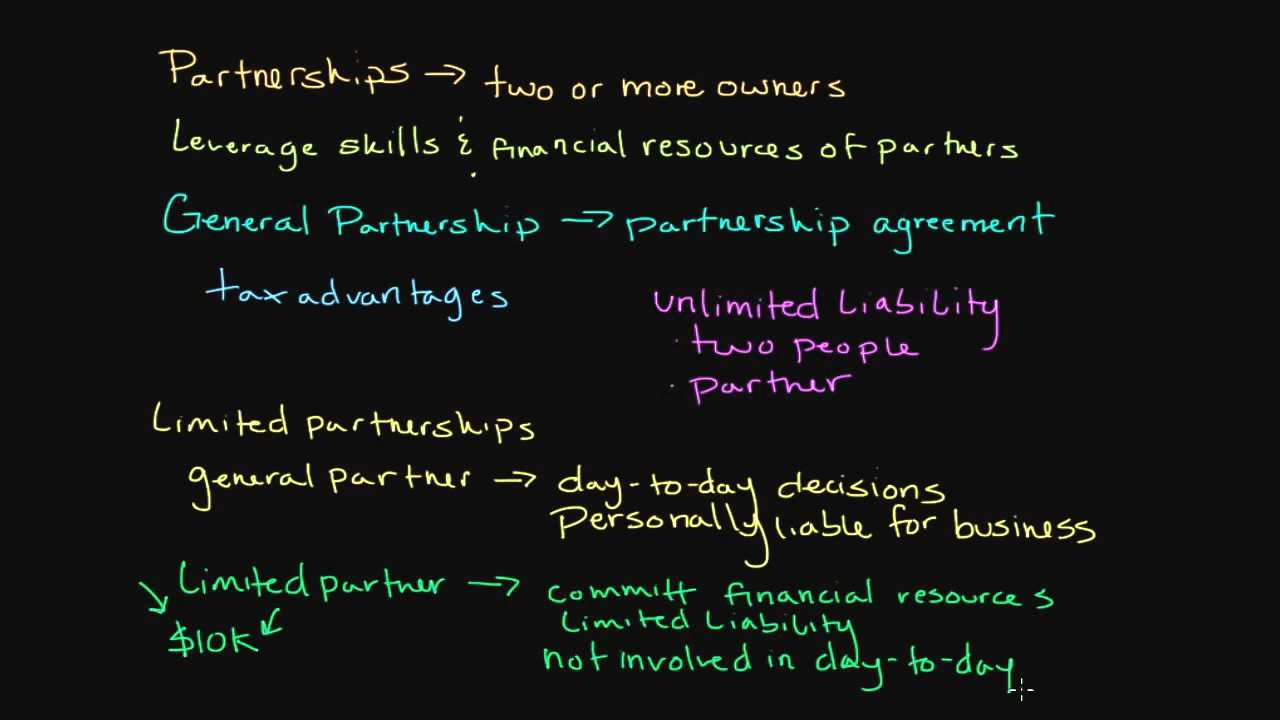 Partnerships → two or more owners
Leverage skills & financial resources of partners
General Partnership → partnership agreement
tax advantages
unlimited Liability
· two people
· partner
Limited partnerships
general partner → day-to-day decisions
Personally liable for business
Limited partner → committ financial resources
$10K
Limited Liability
not involved in day-to-day